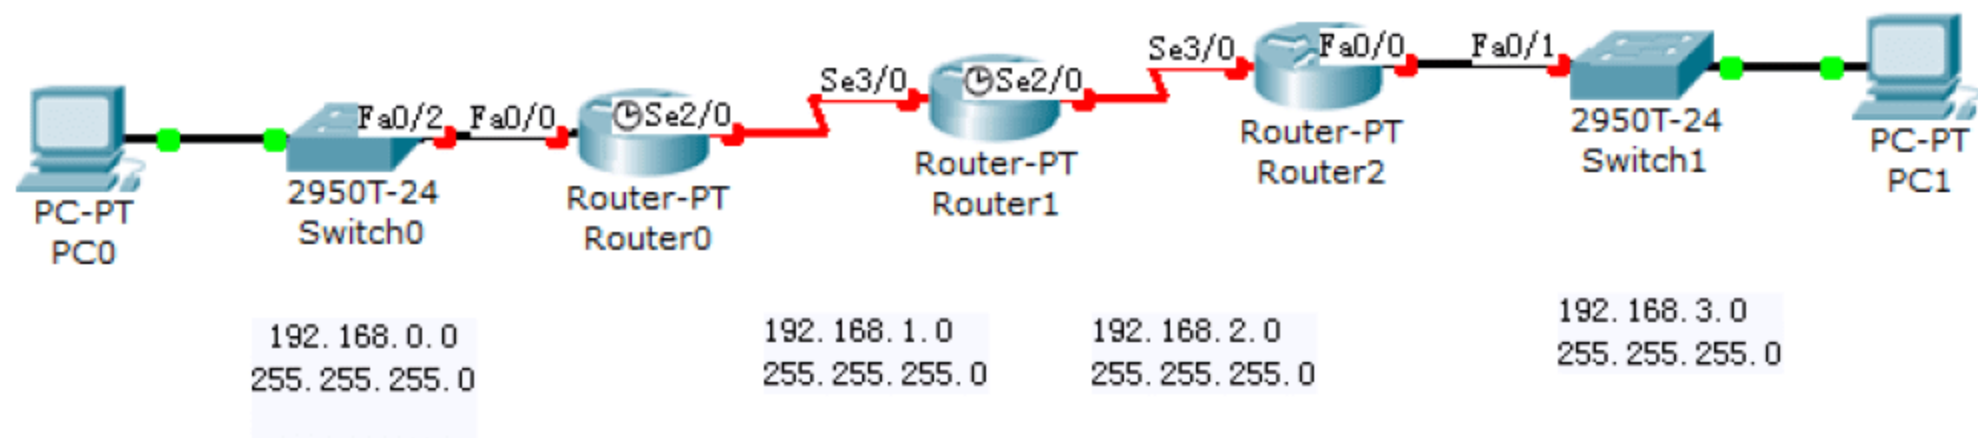 Fa0/2
Fa0/0
Se2/0
Se3/0
Se2/0
Se3/0
Fa0/0
Fa0/1
PC-PT
PC0
2950T-24
Switch0
Router-PT
Router0
Router-PT
Router1
Router-PT
Router2
2950T-24
Switch1
PC-PT
PC1
192.168.0.0
255.255.255.0
192.168.1.0
255.255.255.0
192.168.2.0
255.255.255.0
192.168.3.0
255.255.255.0